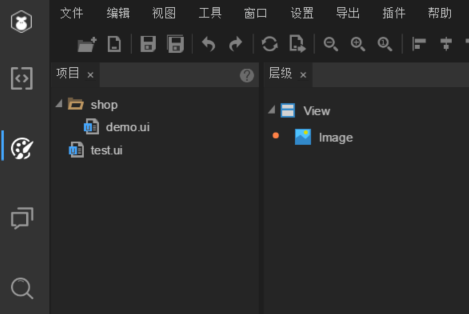 文件 编辑 视图 工具 窗口 设置 导出 插件 帮助
项目 × ? 层级 ×
shop
demo.ui
test.ui
View
Image